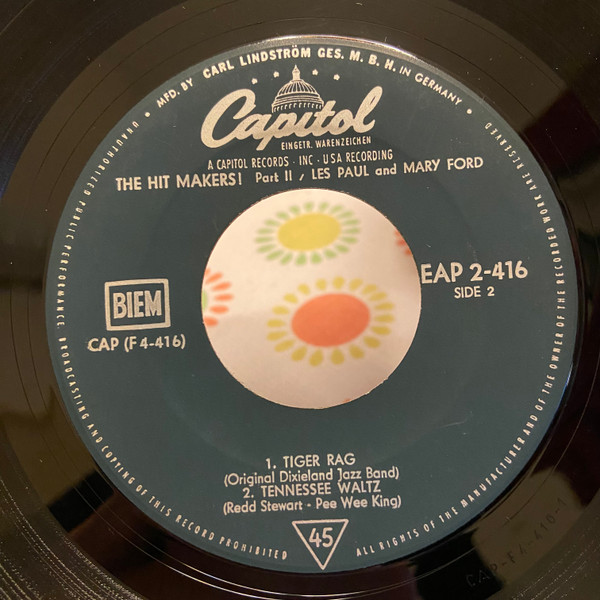 MFD. BY CARL LINDSTRÖM GES. M. B. H. IN GERMANY
Capitol
EINGETR. WARENZEICHEN
A CAPITOL RECORDS · INC · USA RECORDING
THE HIT MAKERS! Part II / LES PAUL and MARY FORD
EAP 2-416
SIDE 2
BIEM
CAP (F 4-416)
1. TIGER RAG
(Original Dixieland Jazz Band)
2. TENNESSEE WALTZ
(Redd Stewart - Pee Wee King)
45
ALL RIGHTS OF THE MANUFACTURER AND OF THE OWNER OF THE RECORDED WORK ARE RESERVED
UNAUTHORIZED PUBLIC PERFORMANCE. BROADCASTING AND COPYING OF THIS RECORD PROHIBITED